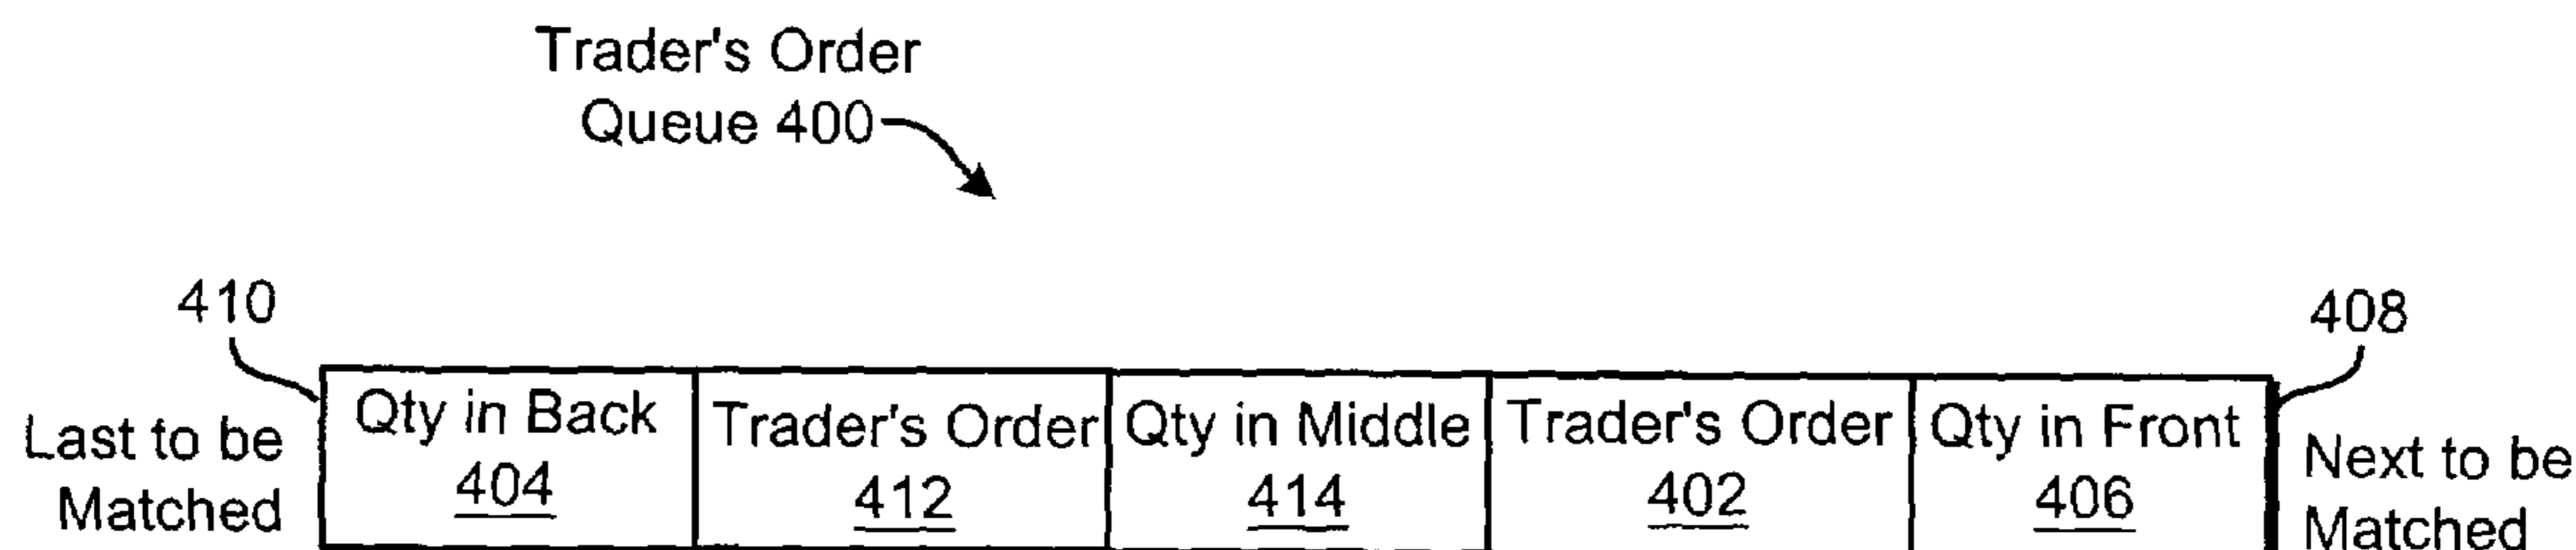 Trader's Order
Queue 400
410
408
Last to be
Matched
Qty in Back
404
Trader's Order
412
Qty in Middle
414
Trader's Order
402
Qty in Front
406
Next to be
Matched